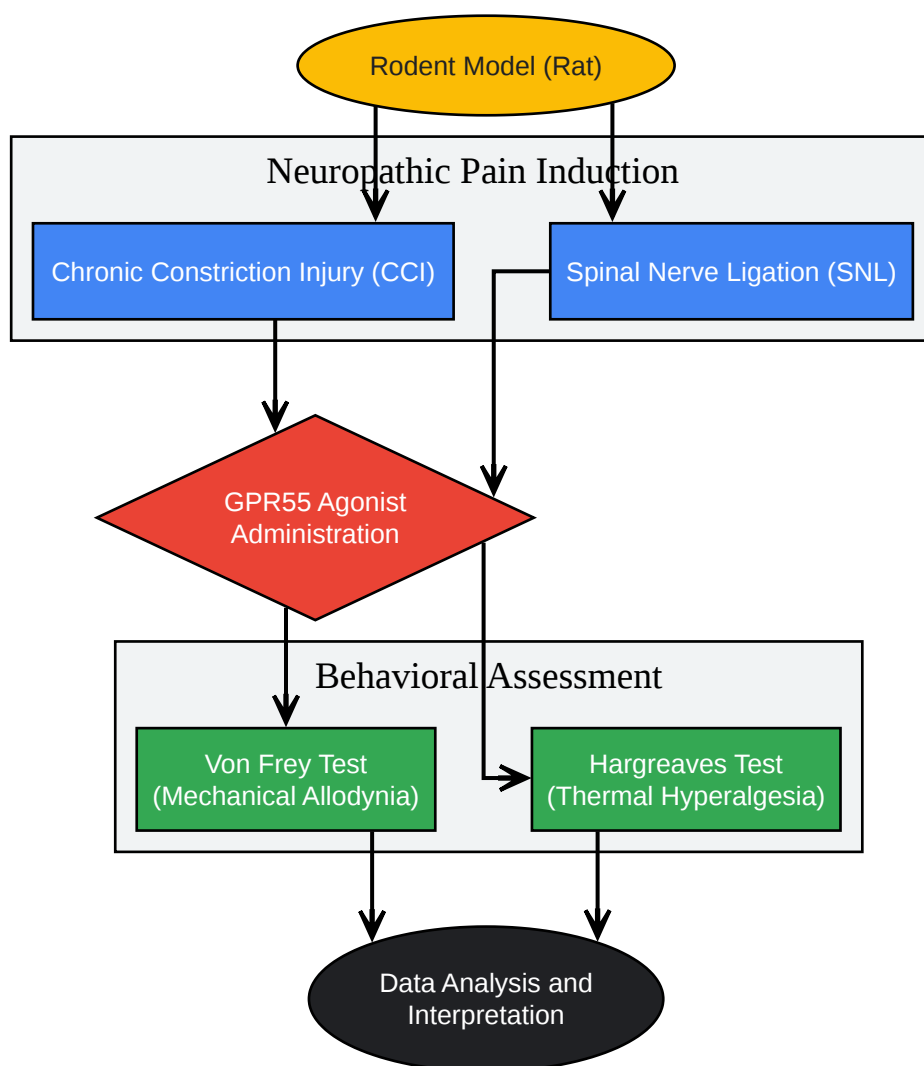 Rodent Model (Rat)
Neuropathic Pain Induction
Chronic Constriction Injury (CCI)
Spinal Nerve Ligation (SNL)
GPR55 Agonist
Administration
Behavioral Assessment
Von Frey Test
(Mechanical Allodynia)
Hargreaves Test
(Thermal Hyperalgesia)
Data Analysis and
Interpretation